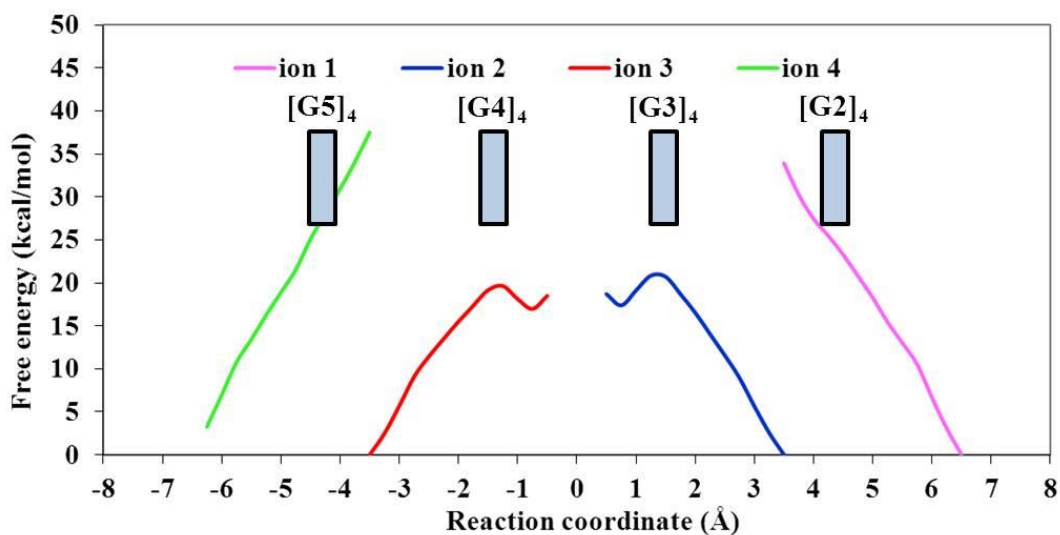 50
45
40
35
30
25
20
15
10
5
0
Free energy (kcal/mol)
ion 1 ion 2 ion 3 ion 4
[G5]4 [G4]4 [G3]4 [G2]4
-8 -7 -6 -5 -4 -3 -2 -1 0 1 2 3 4 5 6 7 8
Reaction coordinate (Å)